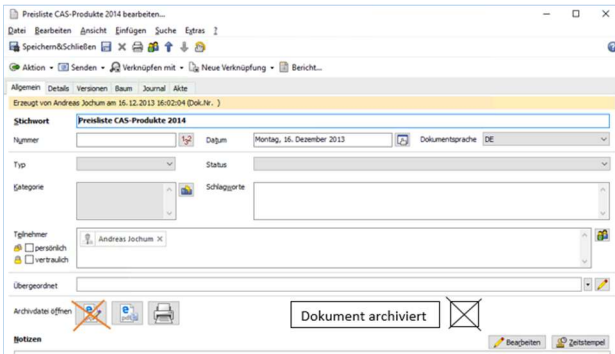 Preisliste CAS-Produkte 2014 bearbeiten...
Datei Bearbeiten Ansicht Einfügen Suche Extras ?
Speichern&Schließen
Aktion Senden Verknüpfen mit Neue Verknüpfung Bericht...
Allgemein Details Versionen Baum Journal Akte
Erzeugt von Andreas Jochum am 16.12.2013 16:02:04 (Dok.Nr. )
Stichwort Preisliste CAS-Produkte 2014
Nummer Datum Montag, 16. Dezember 2013 Dokumentsprache DE
Typ Status
Kategorie Schlagworte
Teilnehmer Andreas Jochum
persönlich
vertraulich
Übergeordnet
Archivdatei öffnen Dokument archiviert
Notizen Bearbeiten Zeitstempel